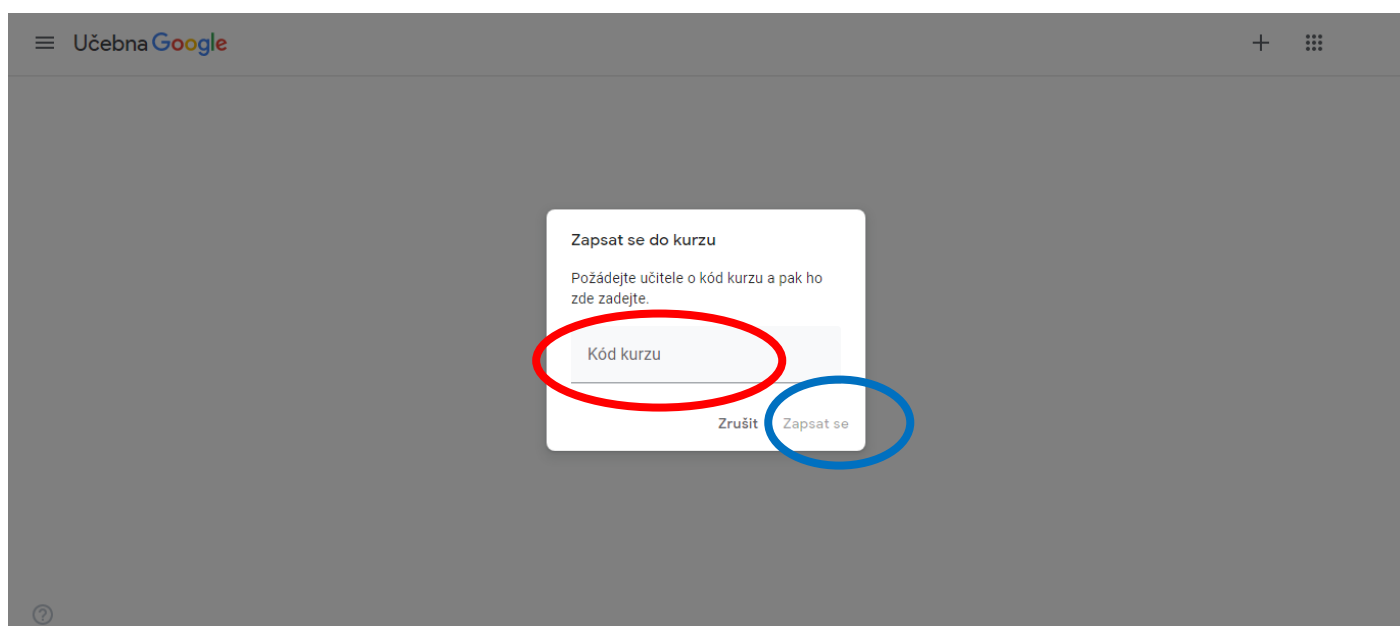 Učebna Google
Zapsat se do kurzu
Požádejte učitele o kód kurzu a pak ho
zde zadejte.
Kód kurzu
Zrušit Zapsat se